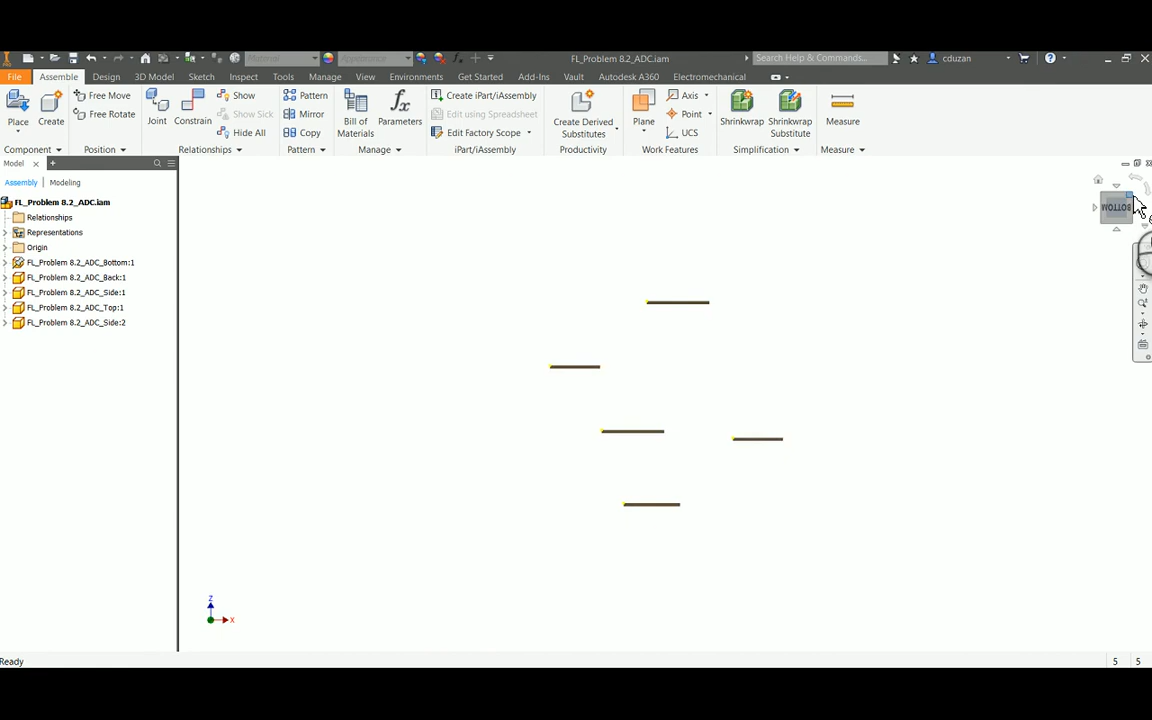 Material
Appearance
FL_Problem 8.2_ADC.iam
Search Help & Commands...
cduzan
File Assemble Design 3D Model Sketch Inspect Tools Manage View Environments Get Started Add-Ins Vault Autodesk A360 Electromechanical
Place
Create
Free Move
Free Rotate
Component
Position
Joint
Constrain
Show
Show Sick
Hide All
Relationships
Pattern
Mirror
Copy
Pattern
Bill of
Materials
Parameters
Manage
Create iPart/iAssembly
Edit using Spreadsheet
Edit Factory Scope
iPart/iAssembly
Create Derived
Substitutes
Productivity
Plane
Axis
Point
UCS
Work Features
Shrinkwrap
Shrinkwrap
Substitute
Simplification
Measure
Measure
Model
Assembly Modeling
FL_Problem 8.2_ADC.iam
Relationships
Representations
Origin
FL_Problem 8.2_ADC_Bottom:1
FL_Problem 8.2_ADC_Back:1
FL_Problem 8.2_ADC_Side:1
FL_Problem 8.2_ADC_Top:1
FL_Problem 8.2_ADC_Side:2
BOTTOM
Z
X
Ready
5 5